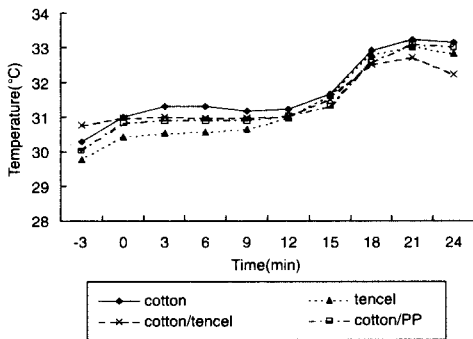 34
33
32
31
30
29
28
Temperature(°C)
-3 0 3 6 9 12 15 18 21 24
Time(min)
cotton tencel
cotton/tencel cotton/PP